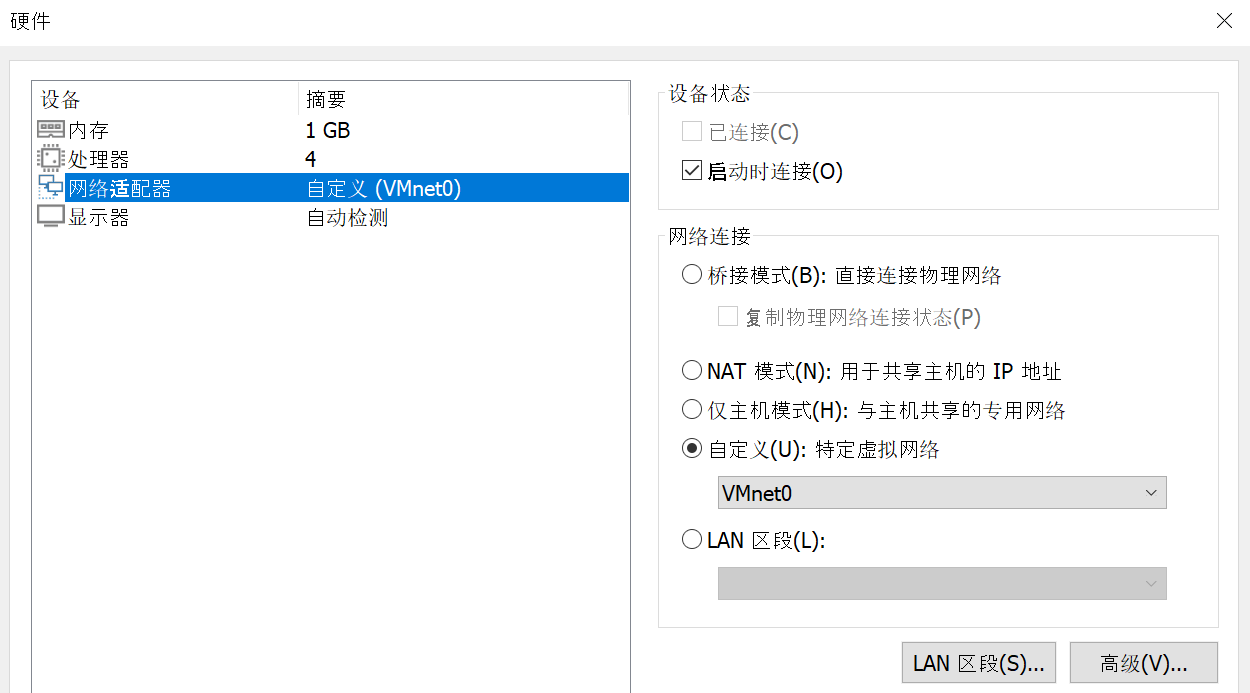 硬件
设备 摘要
内存 1 GB
处理器 4
网络适配器 自定义 (VMnet0)
显示器 自动检测
设备状态
已连接(C)
启动时连接(O)
网络连接
桥接模式(B): 直接连接物理网络
复制物理网络连接状态(P)
NAT 模式(N): 用于共享主机的 IP 地址
仅主机模式(H): 与主机共享的专用网络
自定义(U): 特定虚拟网络
VMnet0
LAN 区段(L):
LAN 区段(S)... 高级(V)...